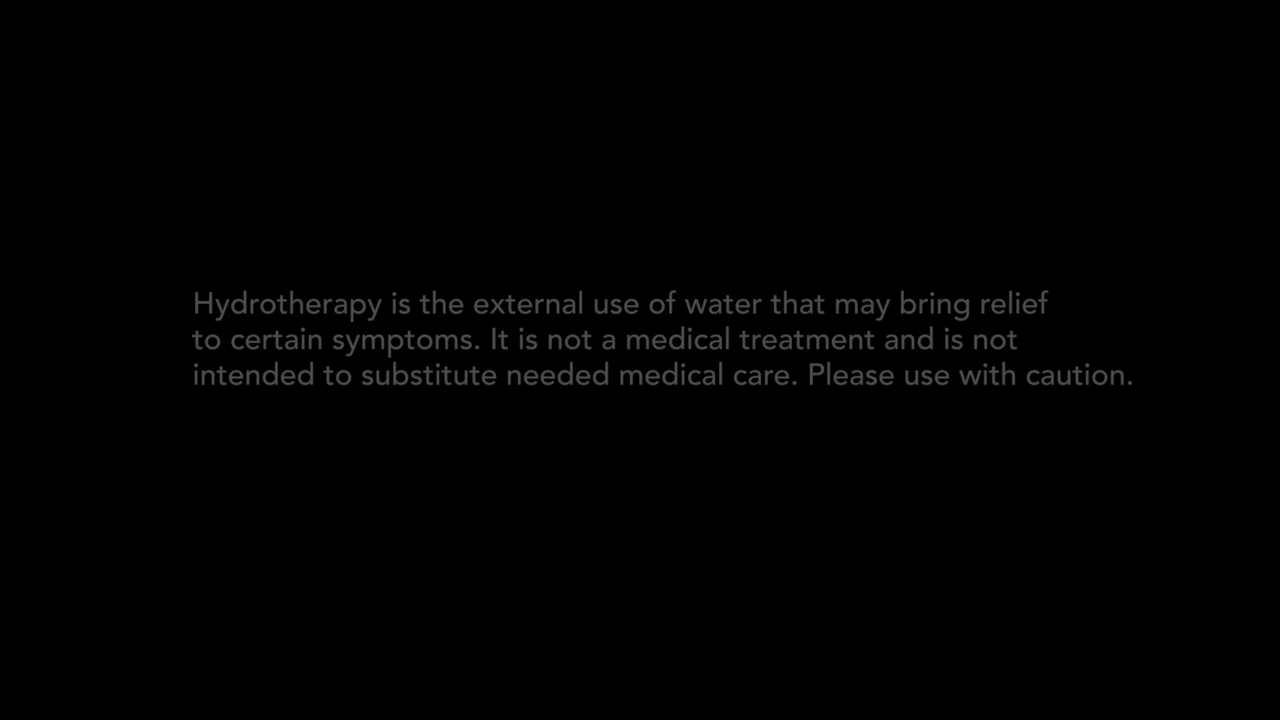 Hydrotherapy is the external use of water that may bring relief
to certain symptoms. It is not a medical treatment and is not
intended to substitute needed medical care. Please use with caution.